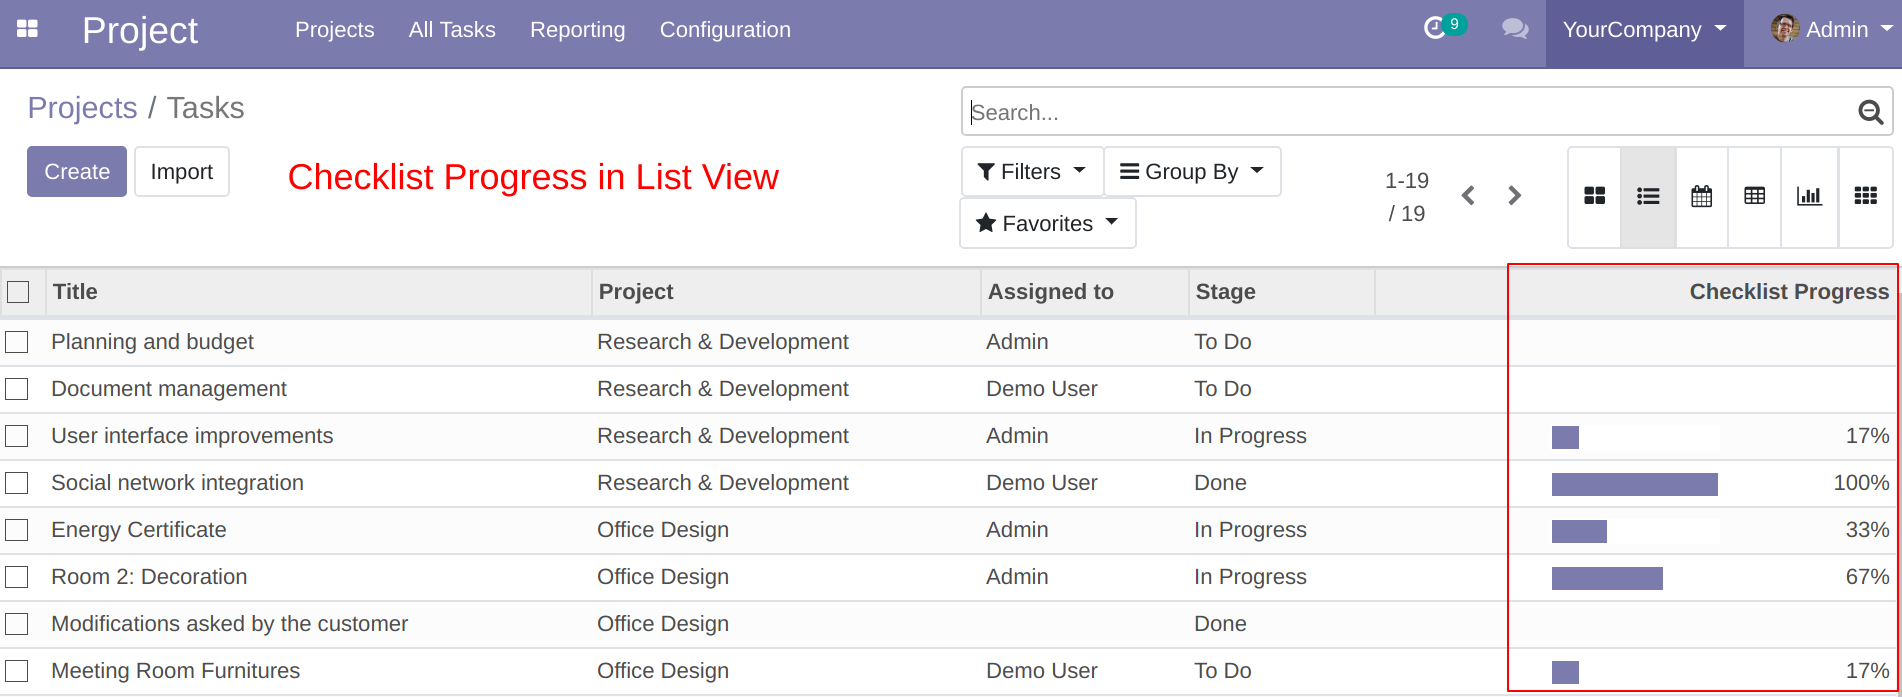 Project Projects All Tasks Reporting Configuration 9 YourCompany Admin
Projects / Tasks
Search...
Create Import
Checklist Progress in List View
Filters Group By
Favorites
1-19
/ 19
Title Project Assigned to Stage Checklist Progress
Planning and budget Research & Development Admin To Do
Document management Research & Development Demo User To Do
User interface improvements Research & Development Admin In Progress 17%
Social network integration Research & Development Demo User Done 100%
Energy Certificate Office Design Admin In Progress 33%
Room 2: Decoration Office Design Admin In Progress 67%
Modifications asked by the customer Office Design Done
Meeting Room Furnitures Office Design Demo User To Do 17%